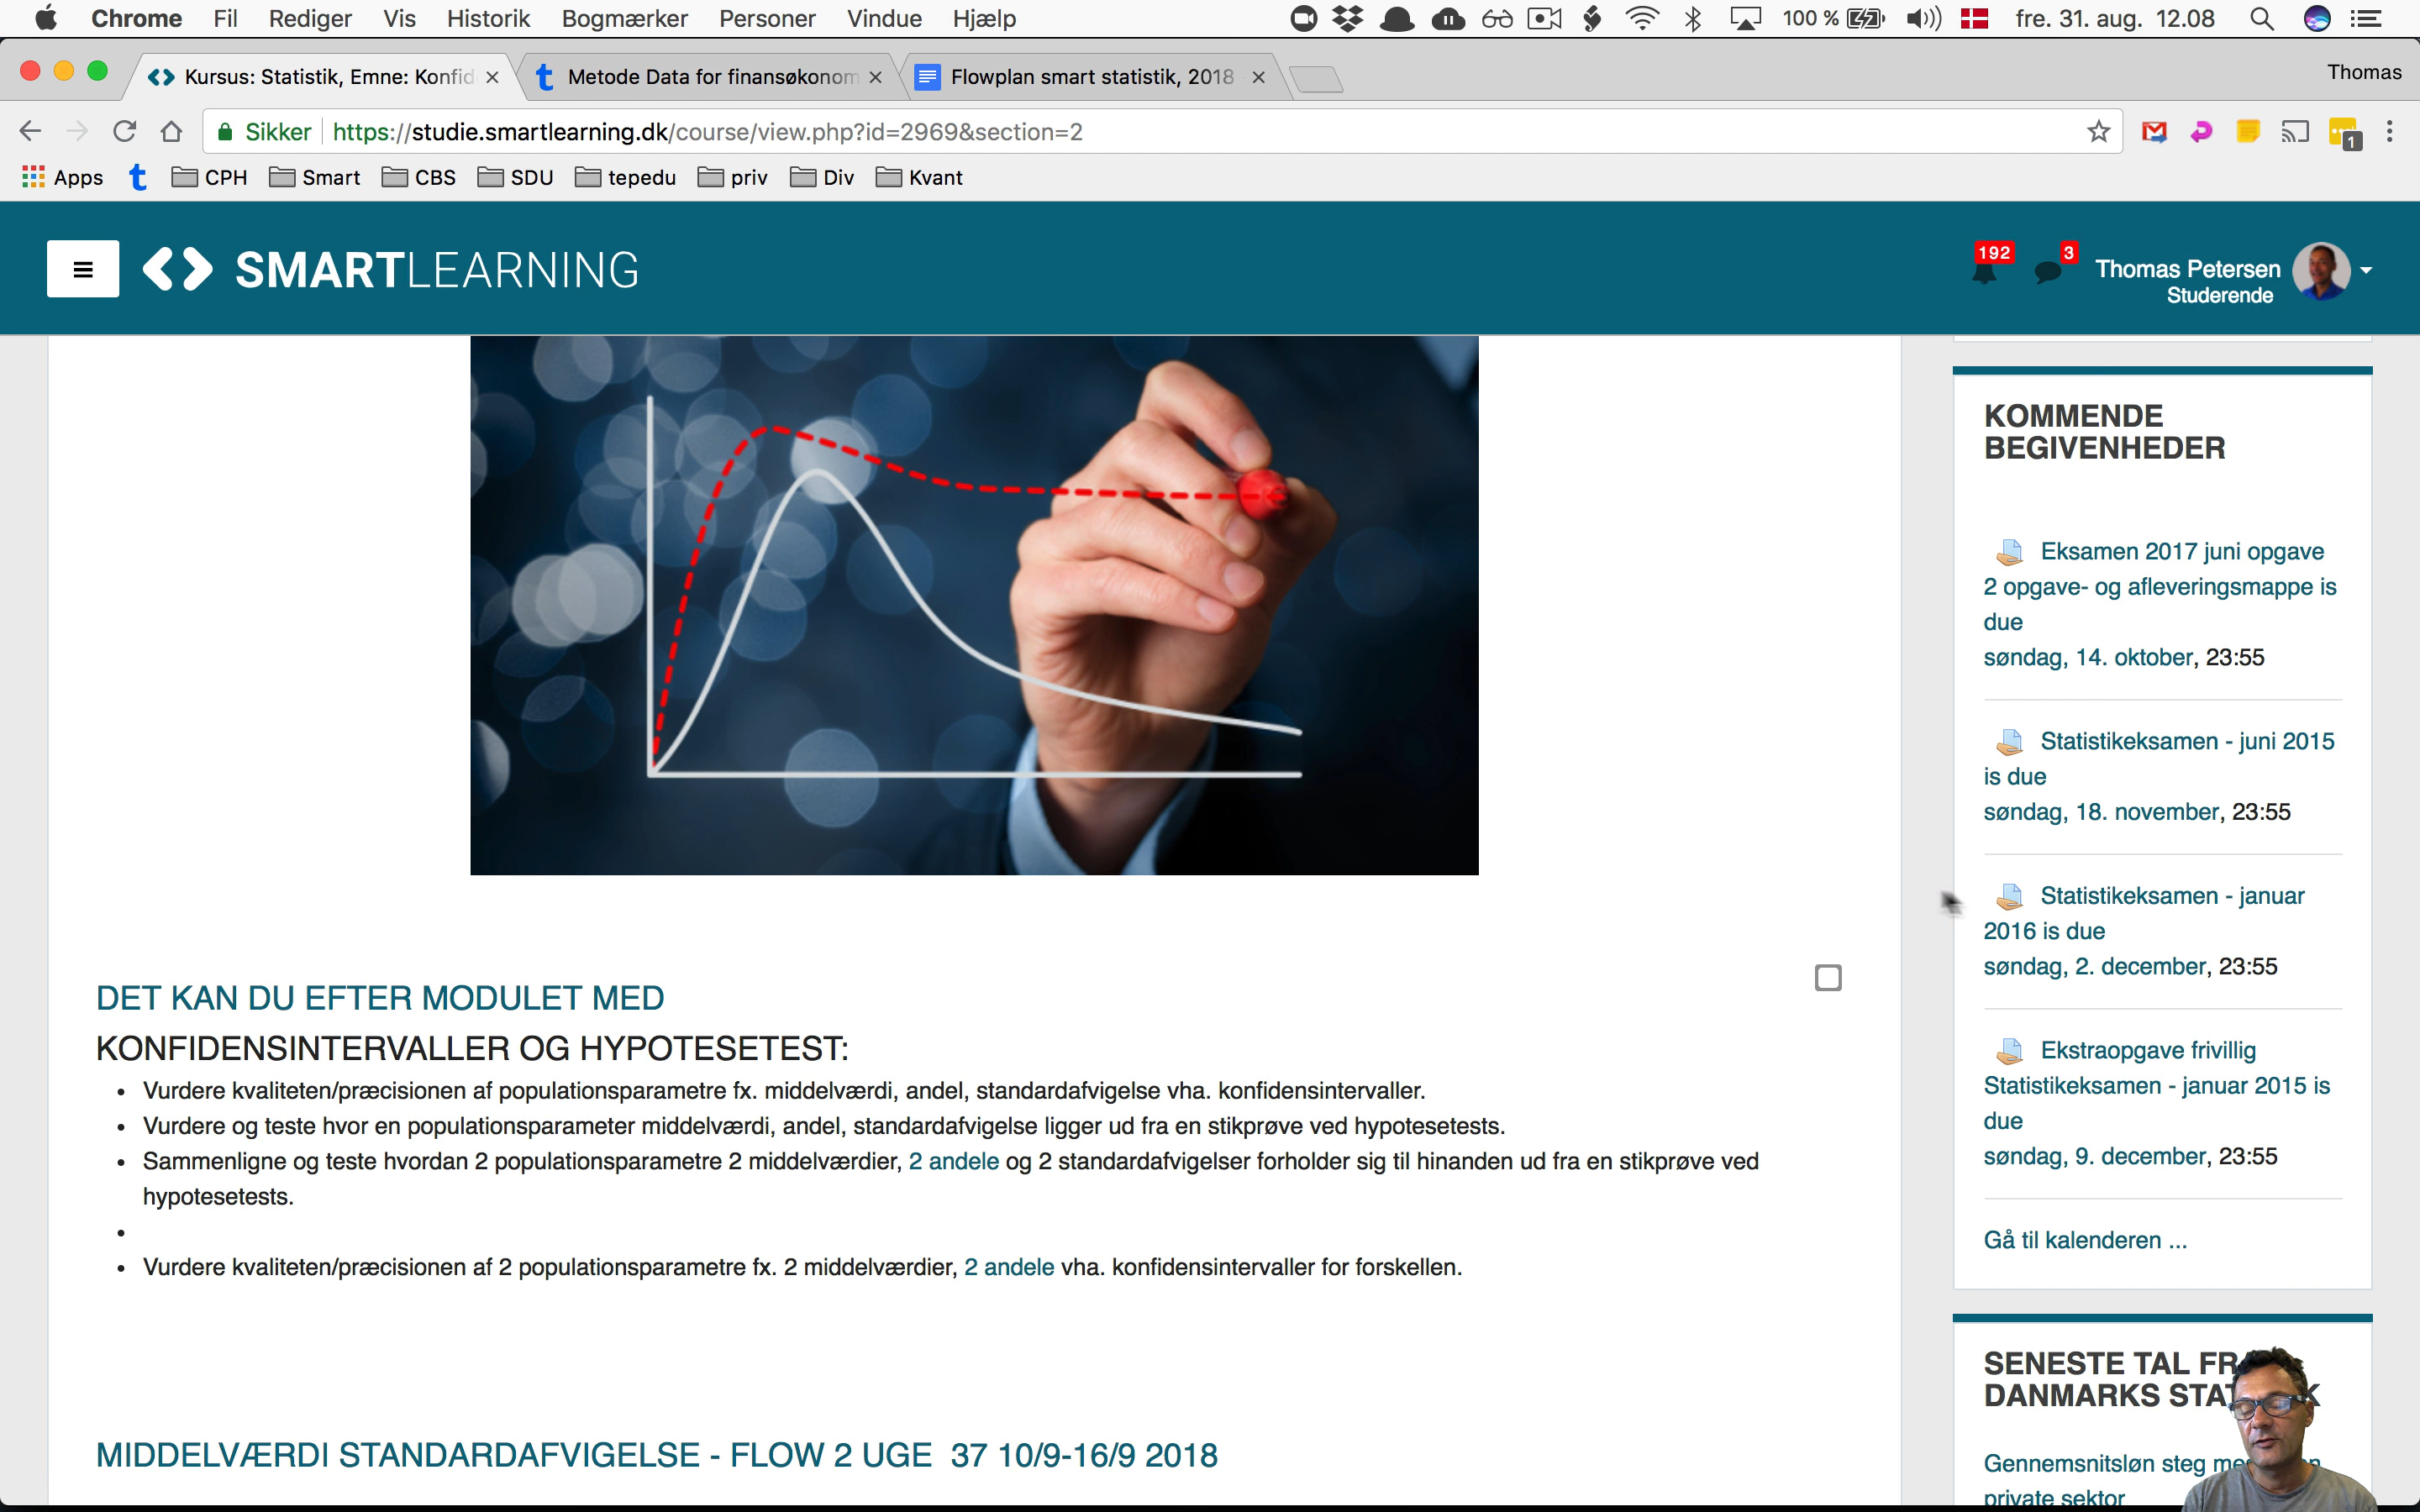 Chrome Fil Rediger Vis Historik Bogmærker Personer Vindue Hjælp 100 % fre. 31. aug. 12.08
Kursus: Statistik, Emne: Konfid Metode Data for finansøkonom Flowplan smart statistik, 2018 Thomas
Sikker https://studie.smartlearning.dk/course/view.php?id=2969&section=2 1
Apps t CPH Smart CBS SDU tepedu priv Div Kvant
SMARTLEARNING
192 3 Thomas Petersen
Studerende
DET KAN DU EFTER MODULET MED
KONFIDENSINTERVALLER OG HYPOTESETEST:
• Vurdere kvaliteten/præcisionen af populationsparametre fx. middelværdi, andel, standardafvigelse vha. konfidensintervaller.
• Vurdere og teste hvor en populationsparameter middelværdi, andel, standardafvigelse ligger ud fra en stikprøve ved hypotesetests.
• Sammenligne og teste hvordan 2 populationsparametre 2 middelværdier, 2 andele og 2 standardafvigelser forholder sig til hinanden ud fra en stikprøve ved
hypotesetests.
•
• Vurdere kvaliteten/præcisionen af 2 populationsparametre fx. 2 middelværdier, 2 andele vha. konfidensintervaller for forskellen.
MIDDELVÆRDI STANDARDAFVIGELSE - FLOW 2 UGE 37 10/9-16/9 2018
KOMMENDE
BEGIVENHEDER
Eksamen 2017 juni opgave
2 opgave- og afleveringsmappe is
due
søndag, 14. oktober, 23:55
Statistikeksamen - juni 2015
is due
søndag, 18. november, 23:55
Statistikeksamen - januar
2016 is due
søndag, 2. december, 23:55
Ekstraopgave frivillig
Statistikeksamen - januar 2015 is
due
søndag, 9. december, 23:55
Gå til kalenderen ...
SENESTE TAL FRA
DANMARKS STATISTIK
Gennemsnitsløn steg
private sektor